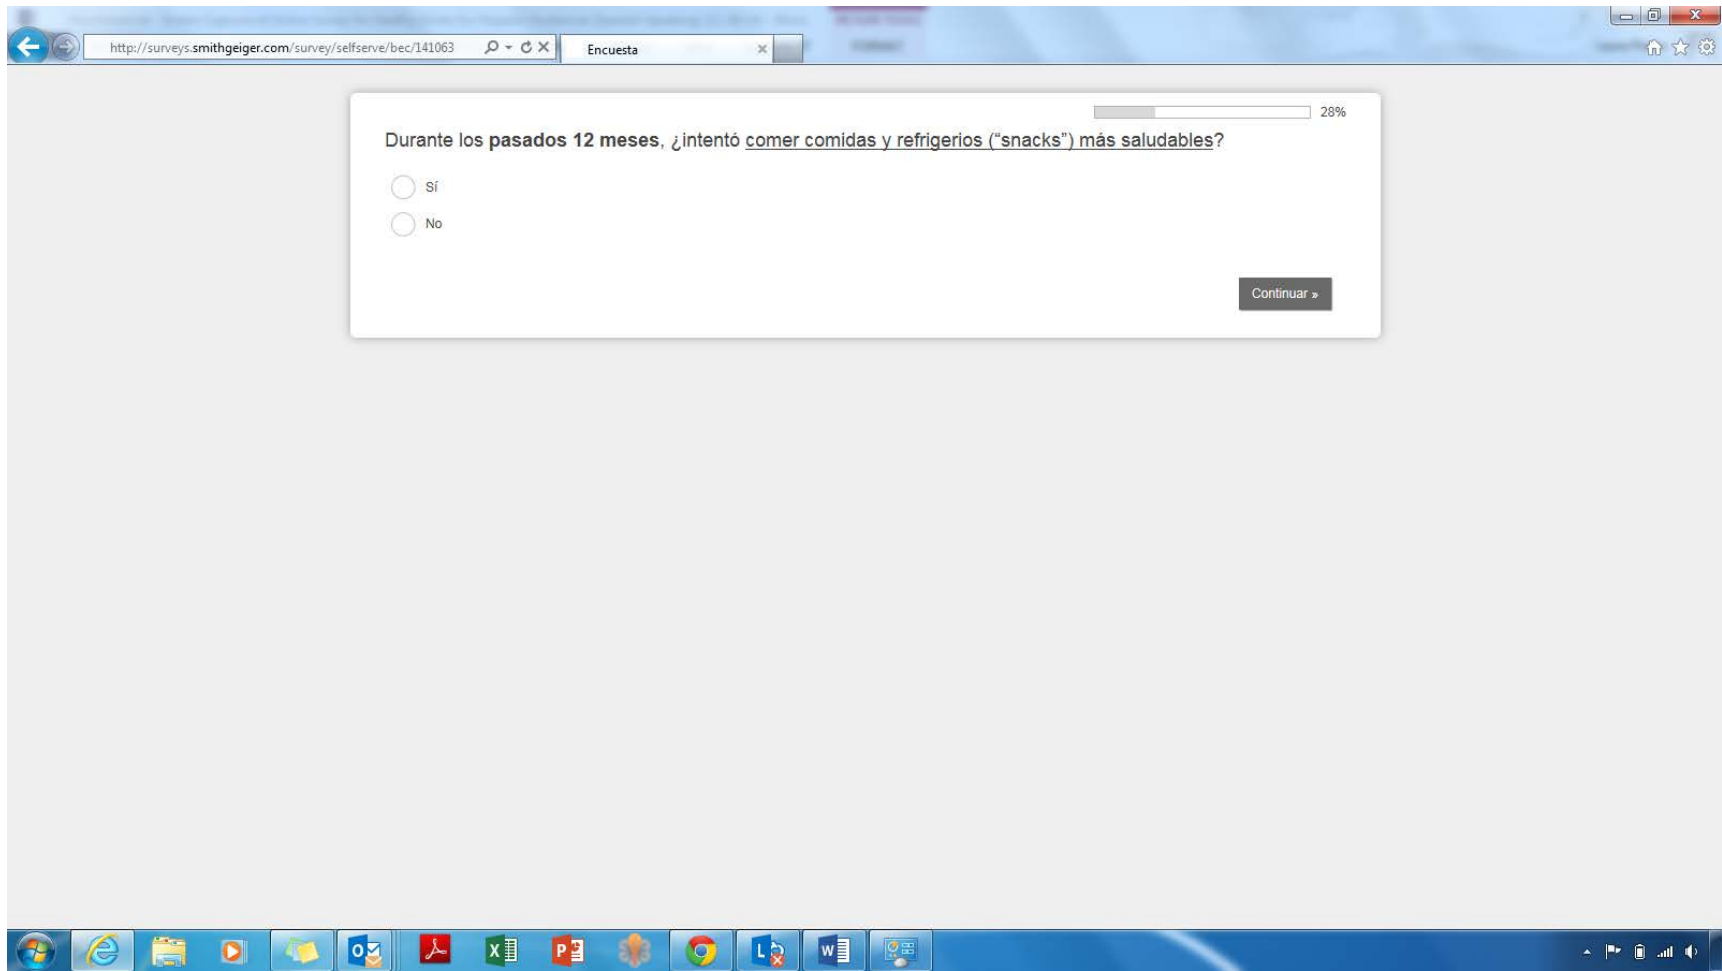 http://surveys.smithgeiger.com/survey/selfserve/bec/141063
Encuesta
28%
Durante los pasados 12 meses, ¿intentó comer comidas y refrigerios (“snacks”) más saludables?
Sí
No
Continuar »